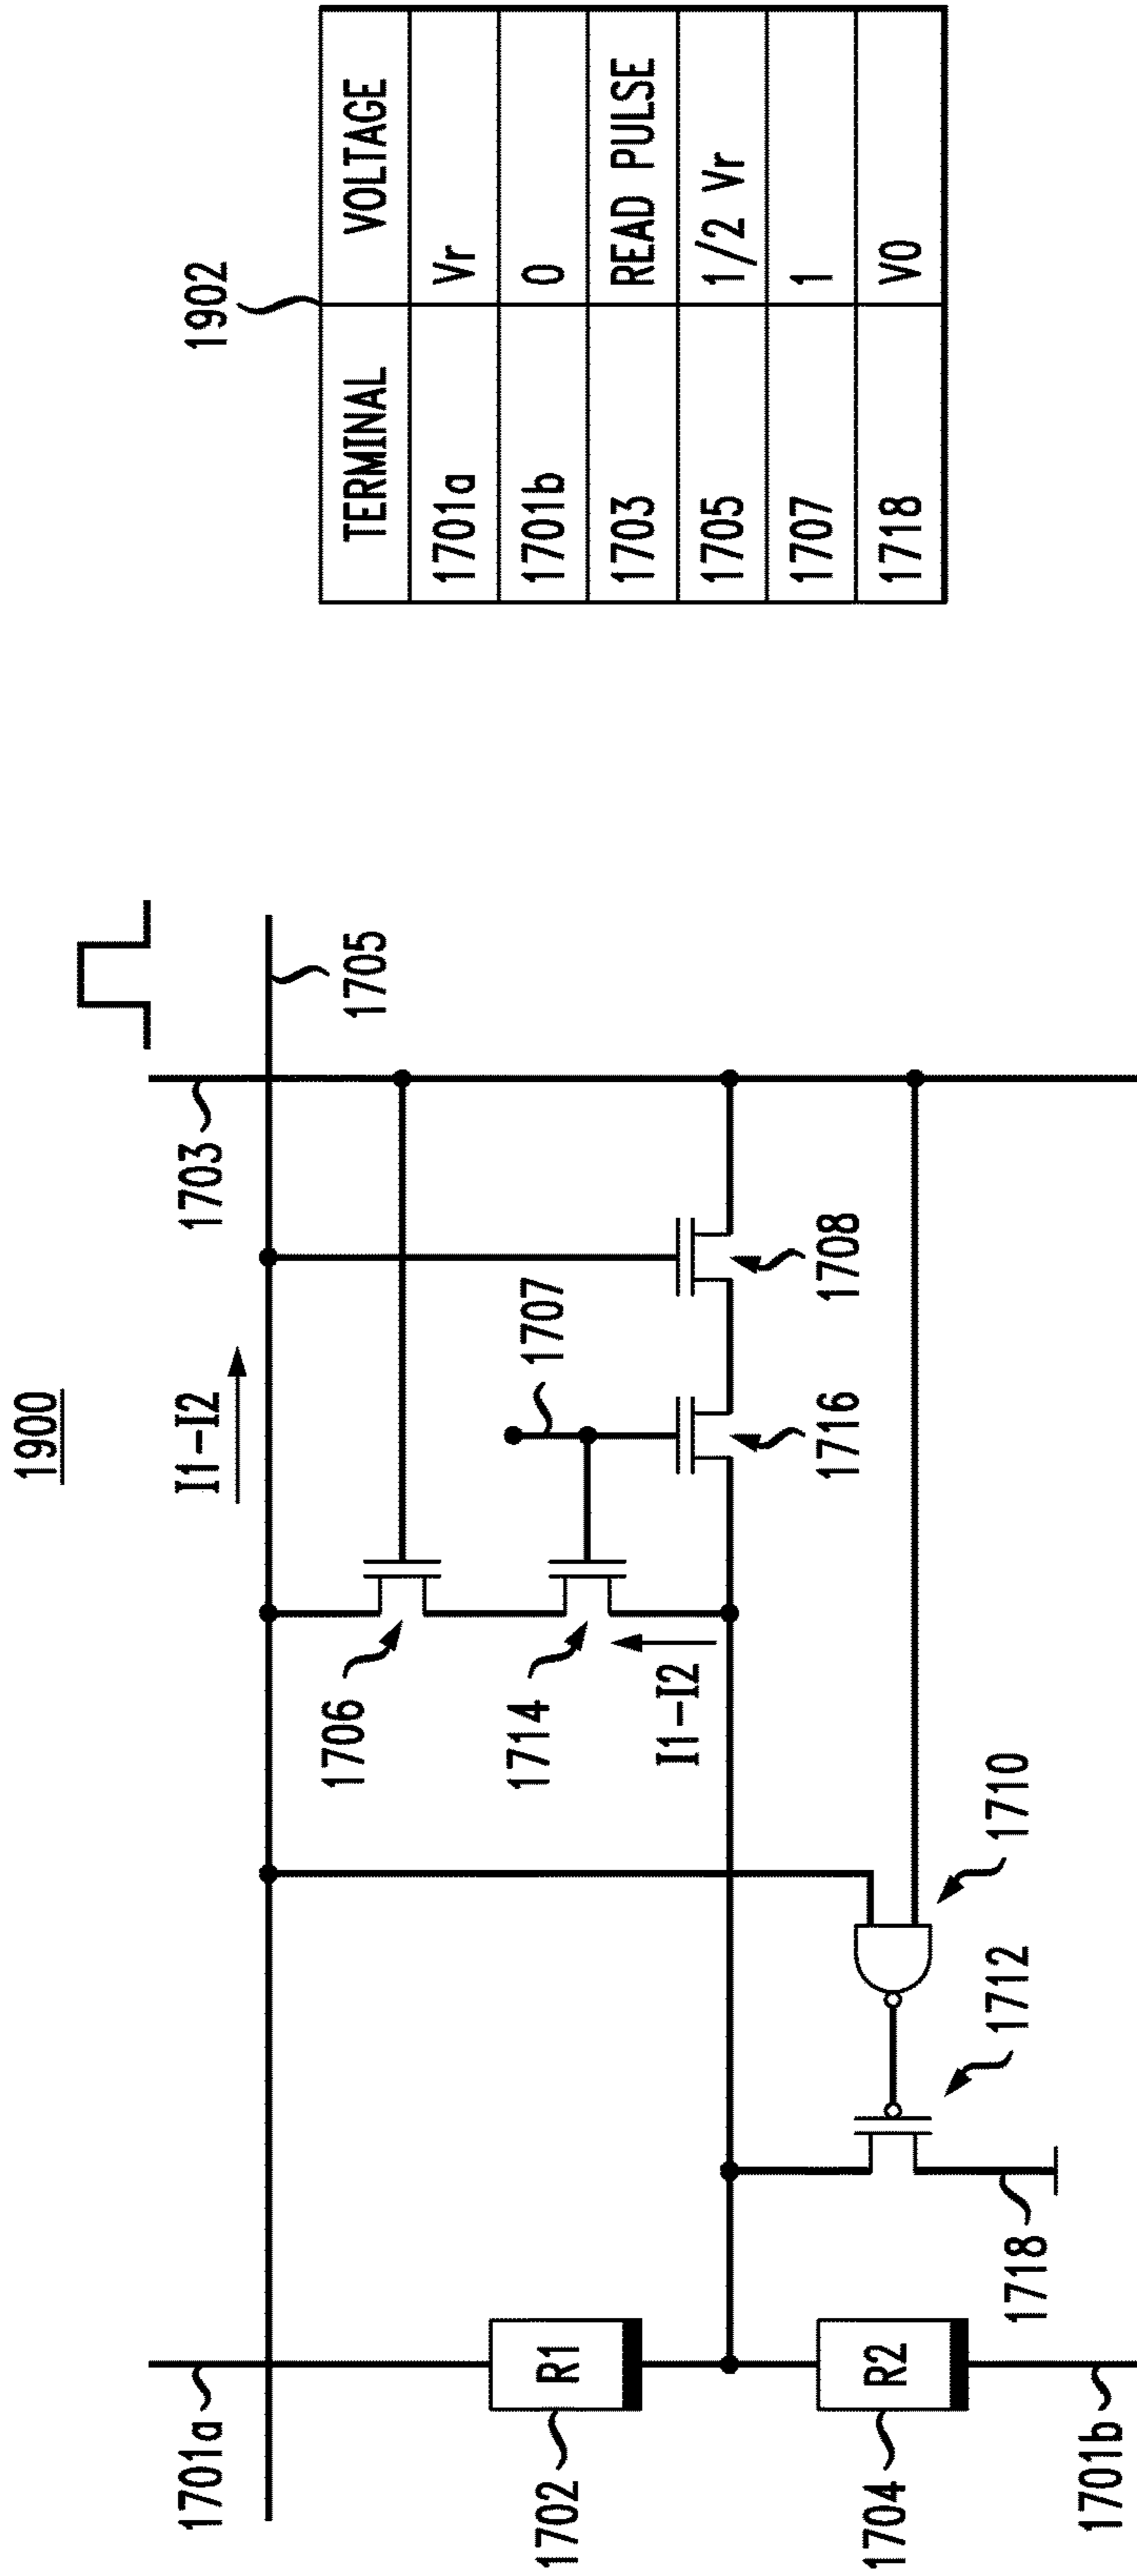 1900
1701a
1703
I1-I2
1705
1706
1707
1714
I1-I2
1702
R1
1716
1708
1704
R2
1710
1712
1718
1701b
1902
TERMINAL VOLTAGE
1701a Vr
1701b 0
1703 READ PULSE
1705 1/2 Vr
1707 1
1718 V0